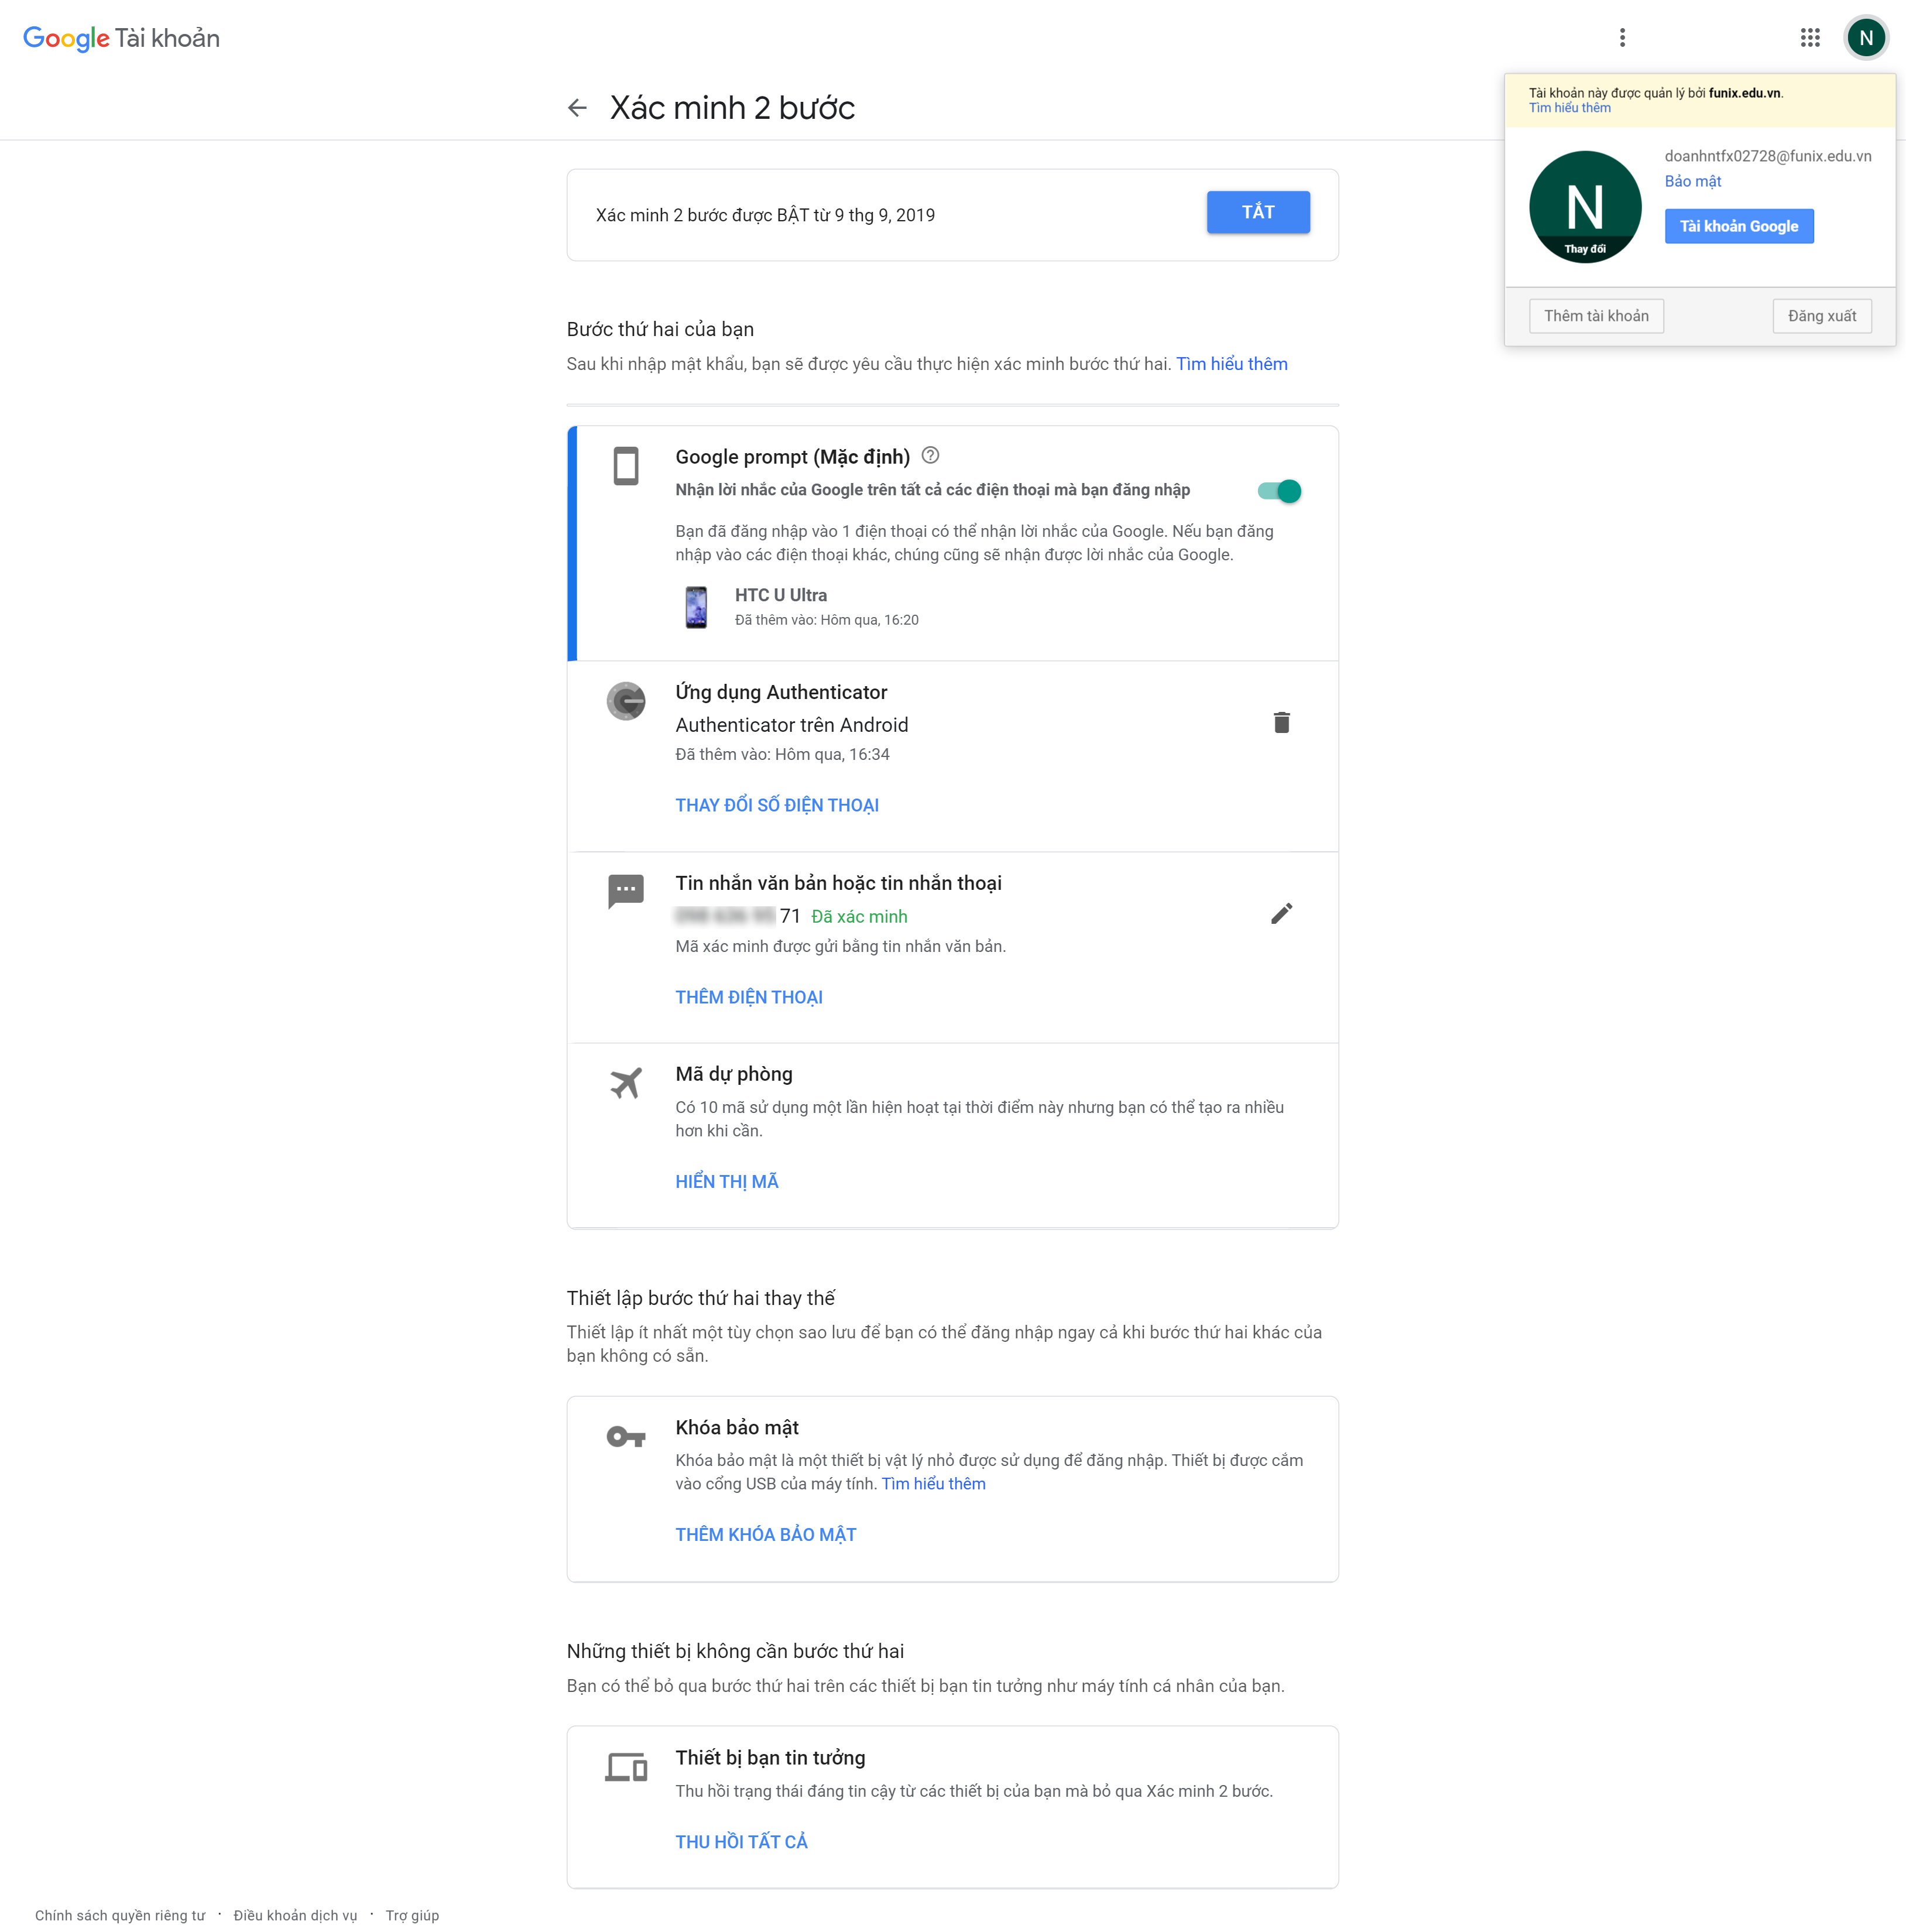 Google Tài khoản
N
Xác minh 2 bước
Tài khoản này được quản lý bởi funix.edu.vn.
Tìm hiểu thêm
doanhntfx02728@funix.edu.vn
Bảo mật
N
Thay đổi
Tài khoản Google
Thêm tài khoản
Đăng xuất
Xác minh 2 bước được BẬT từ 9 thg 9, 2019
TẮT
Bước thứ hai của bạn
Sau khi nhập mật khẩu, bạn sẽ được yêu cầu thực hiện xác minh bước thứ hai. Tìm hiểu thêm
Google prompt (Mặc định)
Nhận lời nhắc của Google trên tất cả các điện thoại mà bạn đăng nhập
Bạn đã đăng nhập vào 1 điện thoại có thể nhận lời nhắc của Google. Nếu bạn đăng
nhập vào các điện thoại khác, chúng cũng sẽ nhận được lời nhắc của Google.
HTC U Ultra
Đã thêm vào: Hôm qua, 16:20
Ứng dụng Authenticator
Authenticator trên Android
Đã thêm vào: Hôm qua, 16:34
THAY ĐỔI SỐ ĐIỆN THOẠI
Tin nhắn văn bản hoặc tin nhắn thoại
71 Đã xác minh
Mã xác minh được gửi bằng tin nhắn văn bản.
THÊM ĐIỆN THOẠI
Mã dự phòng
Có 10 mã sử dụng một lần hiện hoạt tại thời điểm này nhưng bạn có thể tạo ra nhiều
hơn khi cần.
HIỂN THỊ MÃ
Thiết lập bước thứ hai thay thế
Thiết lập ít nhất một tùy chọn sao lưu để bạn có thể đăng nhập ngay cả khi bước thứ hai khác của
bạn không có sẵn.
Khóa bảo mật
Khóa bảo mật là một thiết bị vật lý nhỏ được sử dụng để đăng nhập. Thiết bị được cắm
vào cổng USB của máy tính. Tìm hiểu thêm
THÊM KHÓA BẢO MẬT
Những thiết bị không cần bước thứ hai
Bạn có thể bỏ qua bước thứ hai trên các thiết bị bạn tin tưởng như máy tính cá nhân của bạn.
Thiết bị bạn tin tưởng
Thu hồi trạng thái đáng tin cậy từ các thiết bị của bạn mà bỏ qua Xác minh 2 bước.
THU HỒI TẤT CẢ
Chính sách quyền riêng tư · Điều khoản dịch vụ · Trợ giúp